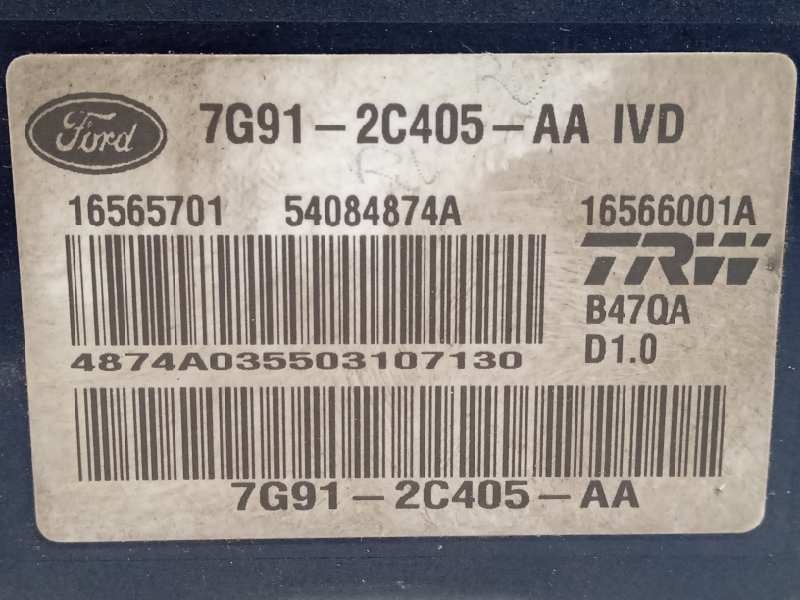 Ford 7G91-2C405-AA IVD
16565701 54084874A 16566001A
TRW
B47QA
4874A035503107130 D1.0
7G91-2C405-AA